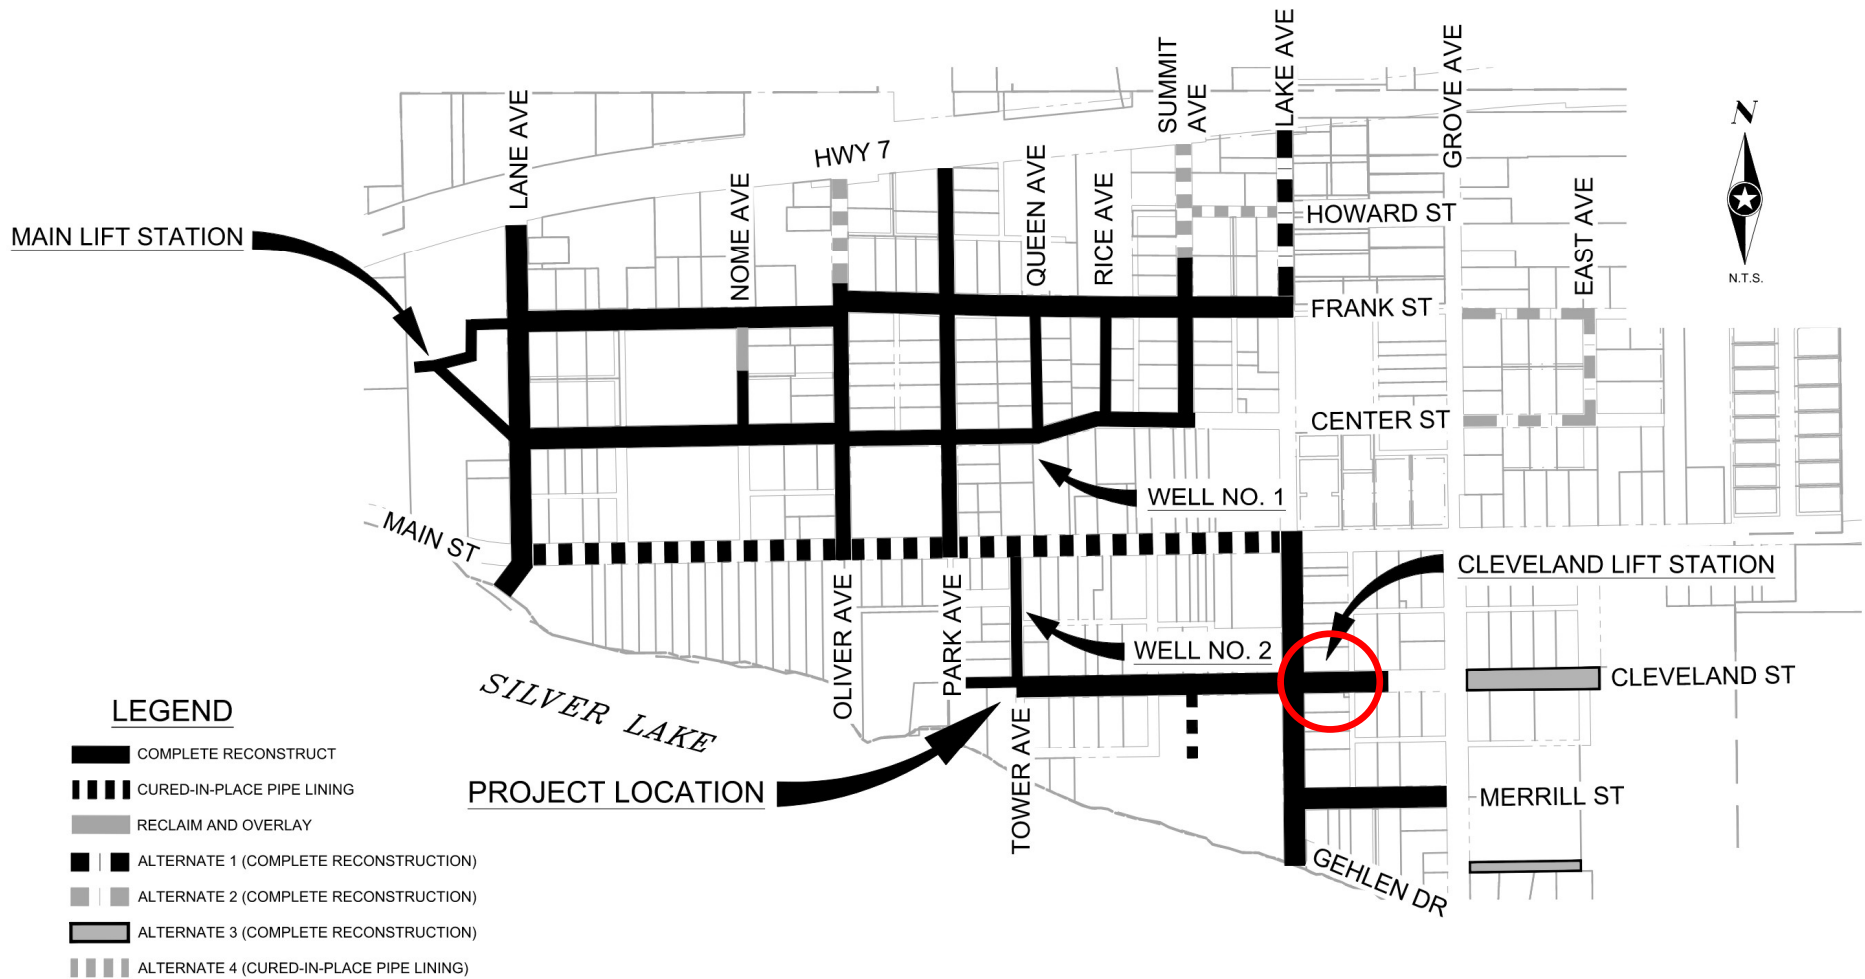 SUMMIT
AVE
LAKE AVE
GROVE AVE
LANE AVE
HWY 7
N
NOME AVE
QUEEN AVE
RICE AVE
HOWARD ST
EAST AVE
MAIN LIFT STATION
N.T.S.
FRANK ST
CENTER ST
WELL NO. 1
MAIN ST
CLEVELAND LIFT STATION
OLIVER AVE
PARK AVE
WELL NO. 2
CLEVELAND ST
SILVER LAKE
TOWER AVE
PROJECT LOCATION
MERRILL ST
GEHLEN DR
LEGEND
COMPLETE RECONSTRUCT
CURED-IN-PLACE PIPE LINING
RECLAIM AND OVERLAY
ALTERNATE 1 (COMPLETE RECONSTRUCTION)
ALTERNATE 2 (COMPLETE RECONSTRUCTION)
ALTERNATE 3 (COMPLETE RECONSTRUCTION)
ALTERNATE 4 (CURED-IN-PLACE PIPE LINING)